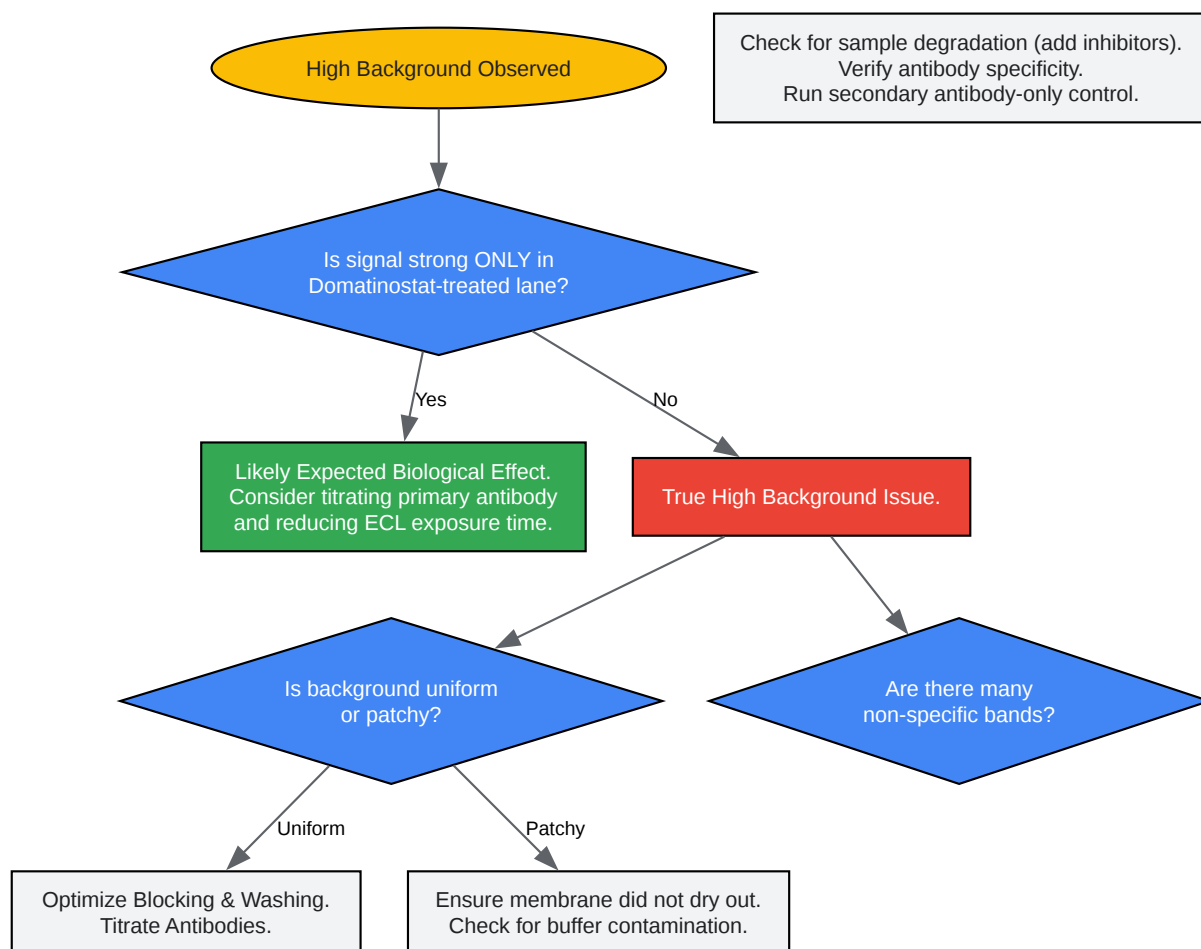 High Background Observed
Check for sample degradation (add inhibitors).
Verify antibody specificity.
Run secondary antibody-only control.
Is signal strong ONLY in
Domatinostat-treated lane?
Yes
No
Likely Expected Biological Effect.
Consider titrating primary antibody
and reducing ECL exposure time.
True High Background Issue.
Is background uniform
or patchy?
Are there many
non-specific bands?
Uniform
Patchy
Optimize Blocking & Washing.
Titrate Antibodies.
Ensure membrane did not dry out.
Check for buffer contamination.